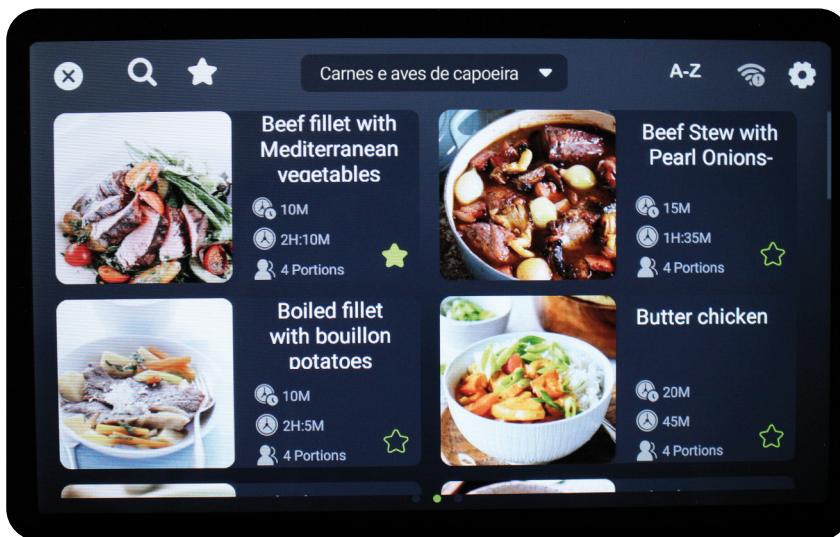 Carnes e aves de capoeira
A-Z
Beef fillet with
Mediterranean
vegetables
10M
2H:10M
4 Portions
Beef Stew with
Pearl Onions-
15M
1H:35M
4 Portions
Boiled fillet
with bouillon
potatoes
10M
2H:5M
4 Portions
Butter chicken
20M
45M
4 Portions